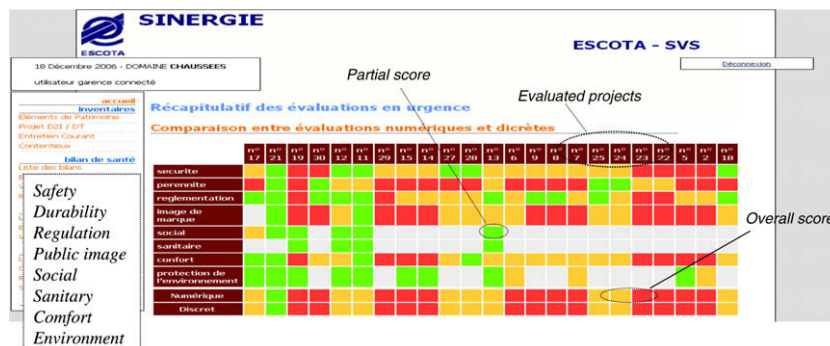 SINERGIE
ESCOTA
ESCOTA - SVS
18 Décembre 2006 - DOMAINE CHAUSSEES
utilisateur garence connecté
Déconnexion
Partial score
Evaluated projects
accueil
inventaires
Eléments de Patrimoine
Projet D2I / DT
Entretien Courant
Contentieux
bilan de santé
Liste des bilans
Récapitulatif des évaluations en urgence
Comparaison entre évaluations numériques et discrètes
n° 17 n° 21 n° 19 n° 30 n° 12 n° 11 n° 29 n° 15 n° 14 n° 27 n° 28 n° 13 n° 6 n° 9 n° 8 n° 7 n° 25 n° 24 n° 23 n° 22 n° 5 n° 2 n° 18
securite
perennite
reglementation
image de
marque
social
sanitaire
confort
protection de
l'environnement
Numérique
Discret
Overall score
Safety
Durability
Regulation
Public image
Social
Sanitary
Comfort
Environment